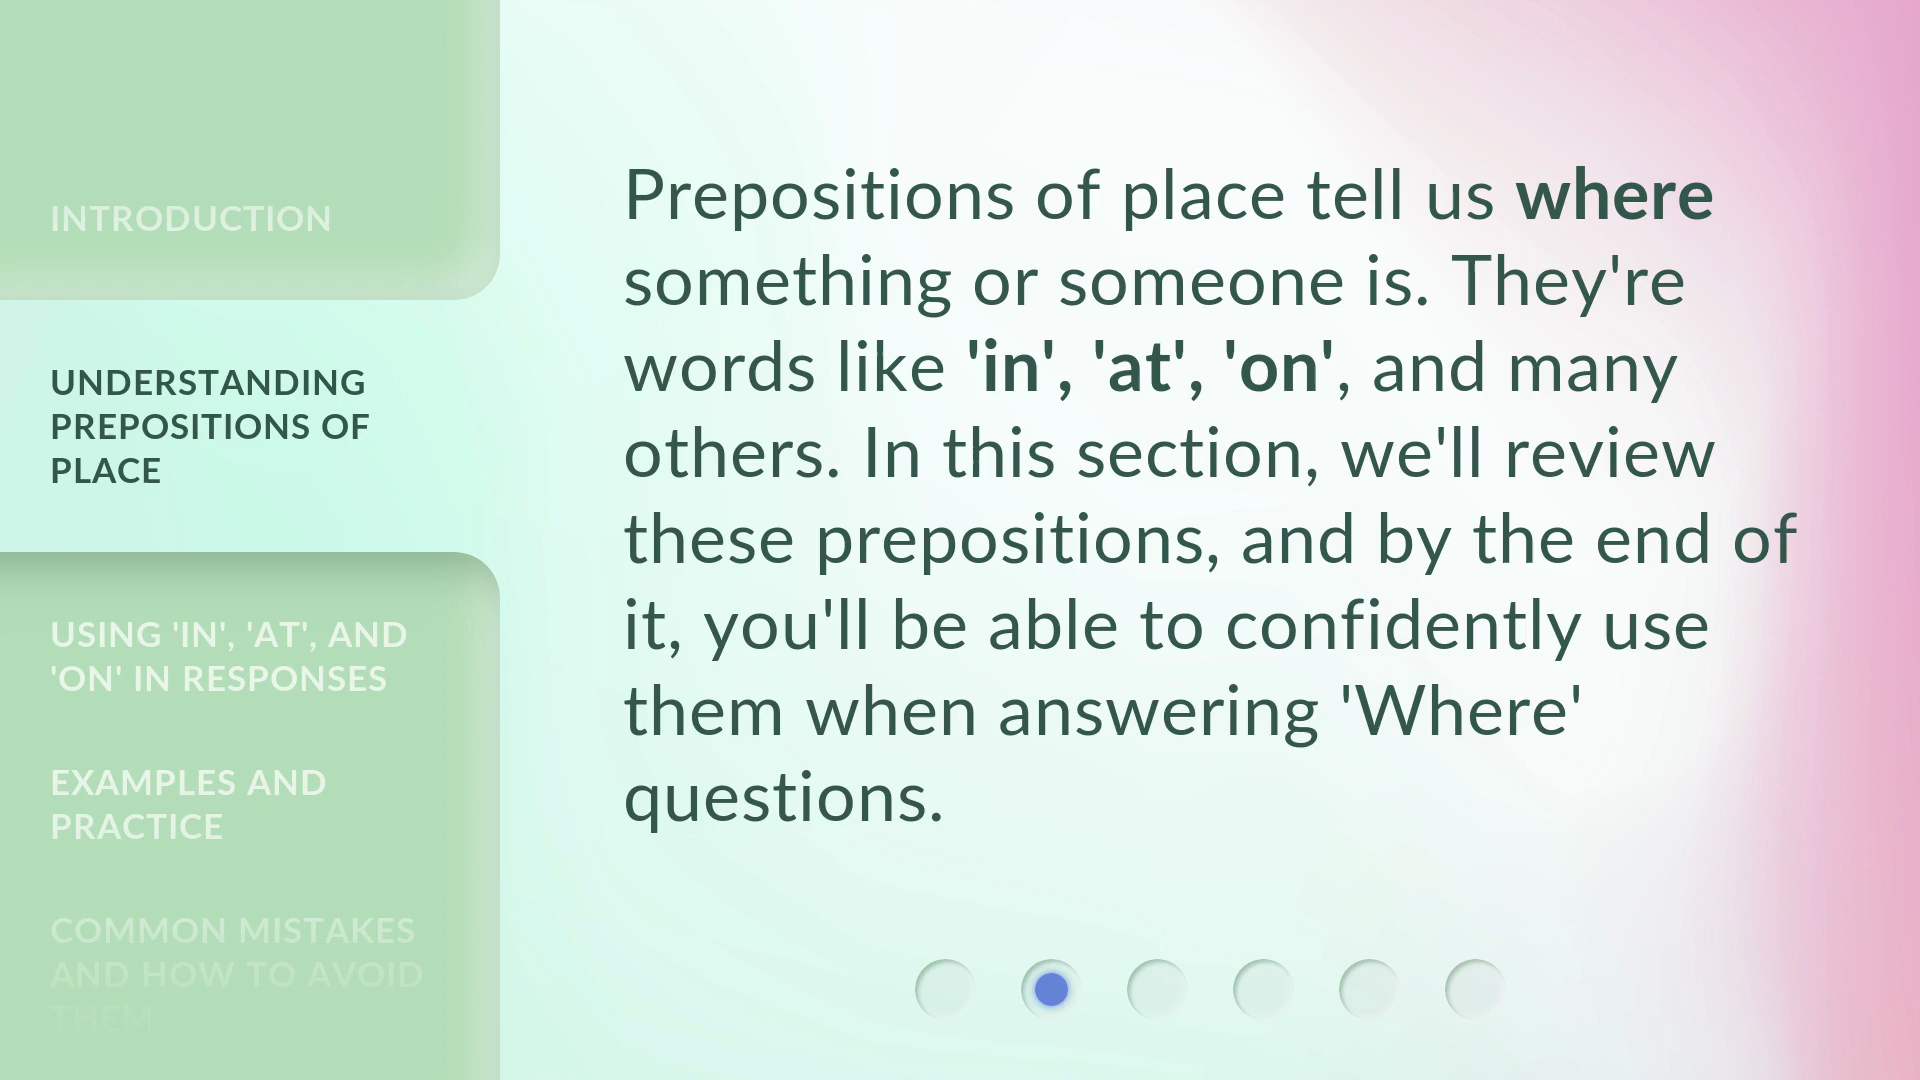 INTRODUCTION
UNDERSTANDING
PREPOSITIONS OF
PLACE
USING 'IN', 'AT', AND
'ON' IN RESPONSES
EXAMPLES AND
PRACTICE
COMMON MISTAKES
AND HOW TO AVOID
THEM
Prepositions of place tell us where
something or someone is. They're
words like 'in', 'at', 'on', and many
others. In this section, we'll review
these prepositions, and by the end of
it, you'll be able to confidently use
them when answering 'Where'
questions.